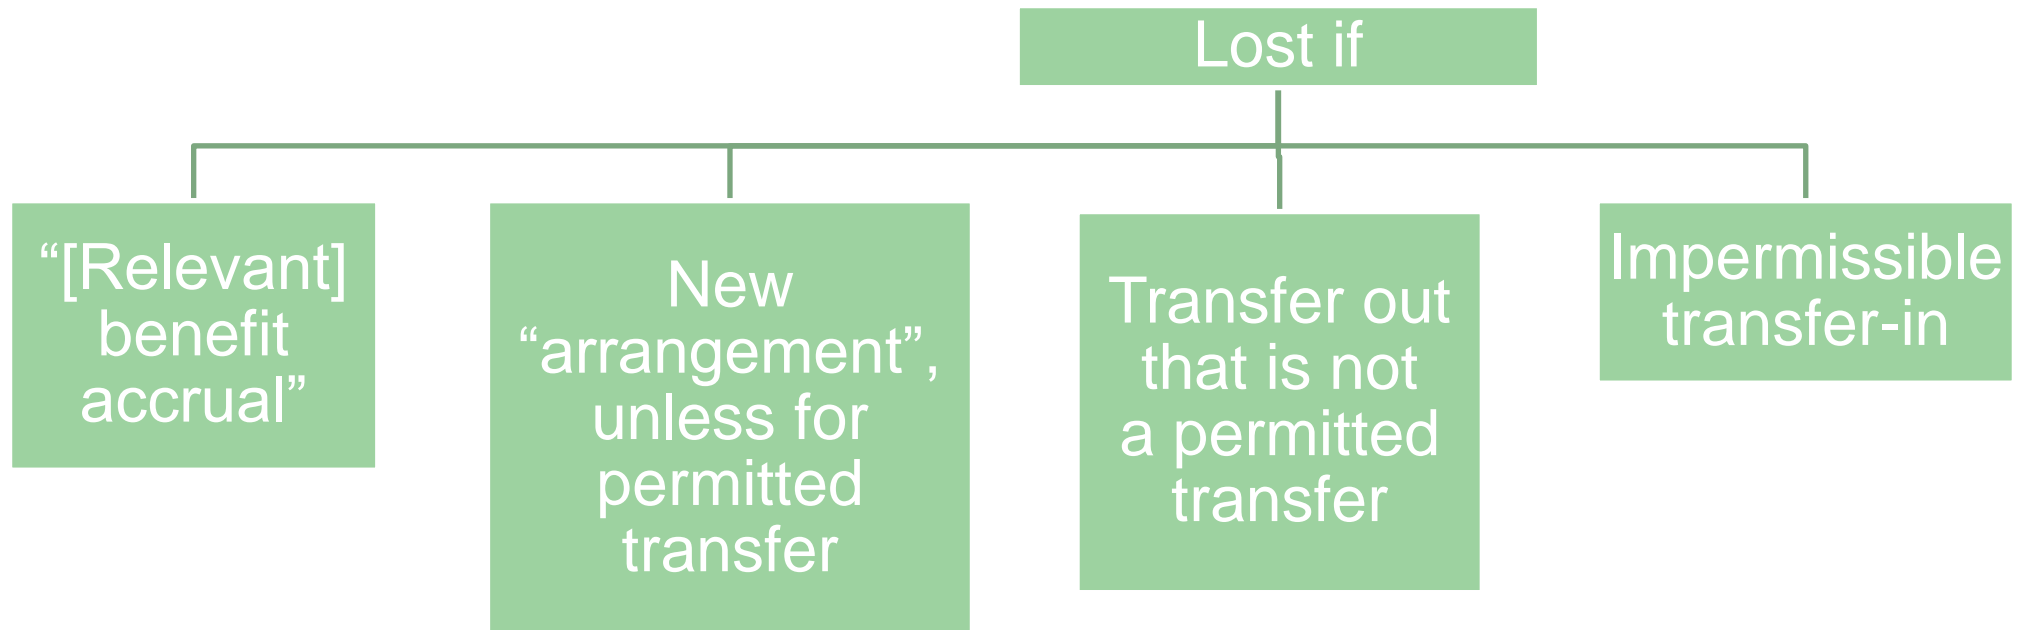 Lost if
“[Relevant]
benefit
accrual”
New
“arrangement”,
unless for
permitted
transfer
Transfer out
that is not
a permitted
transfer
Impermissible
transfer-in